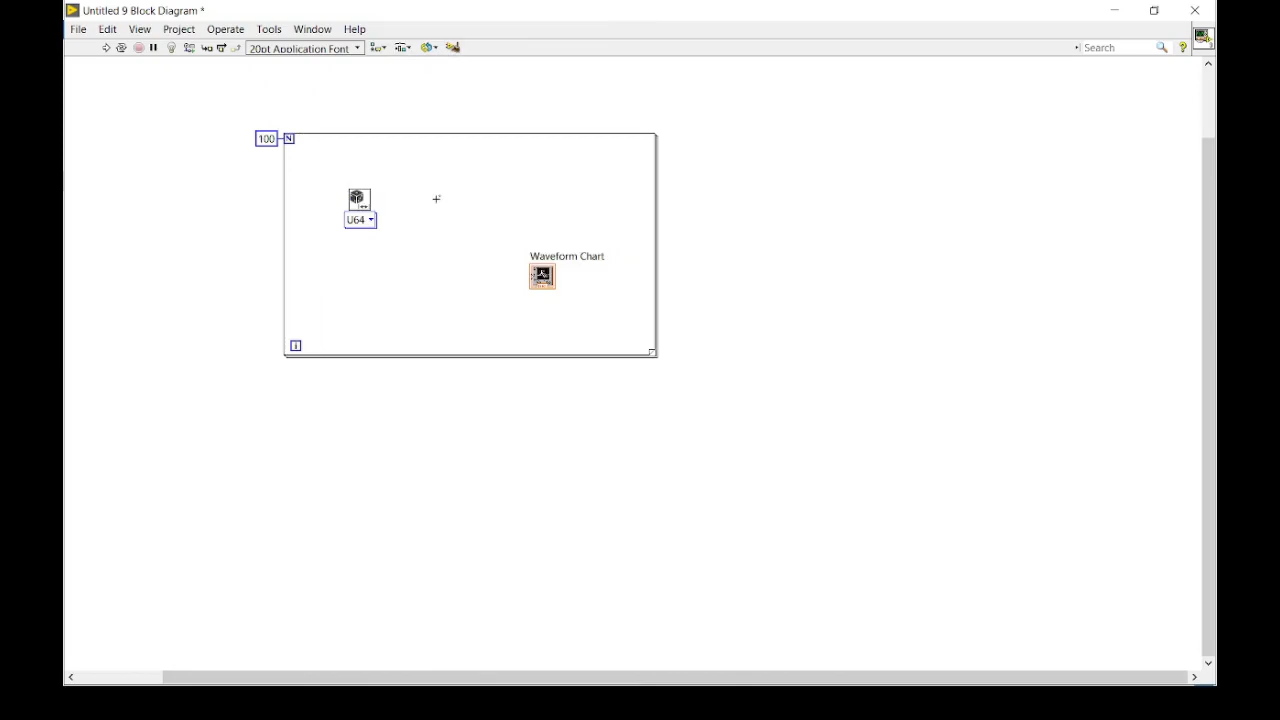 Untitled 9 Block Diagram *
File Edit View Project Operate Tools Window Help
20pt Application Font
Search
?
100 N
U64
Waveform Chart
i